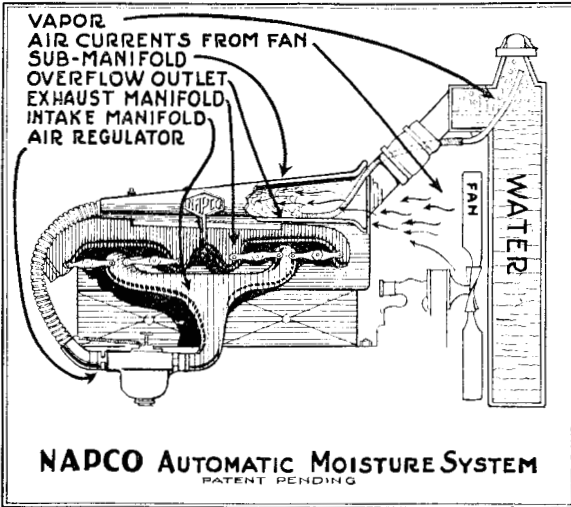 VAPOR
AIR CURRENTS FROM FAN
SUB-MANIFOLD
OVERFLOW OUTLET
EXHAUST MANIFOLD
INTAKE MANIFOLD
AIR REGULATOR
NAPCO
FAN
WATER
NAPCO AUTOMATIC MOISTURE SYSTEM
PATENT PENDING